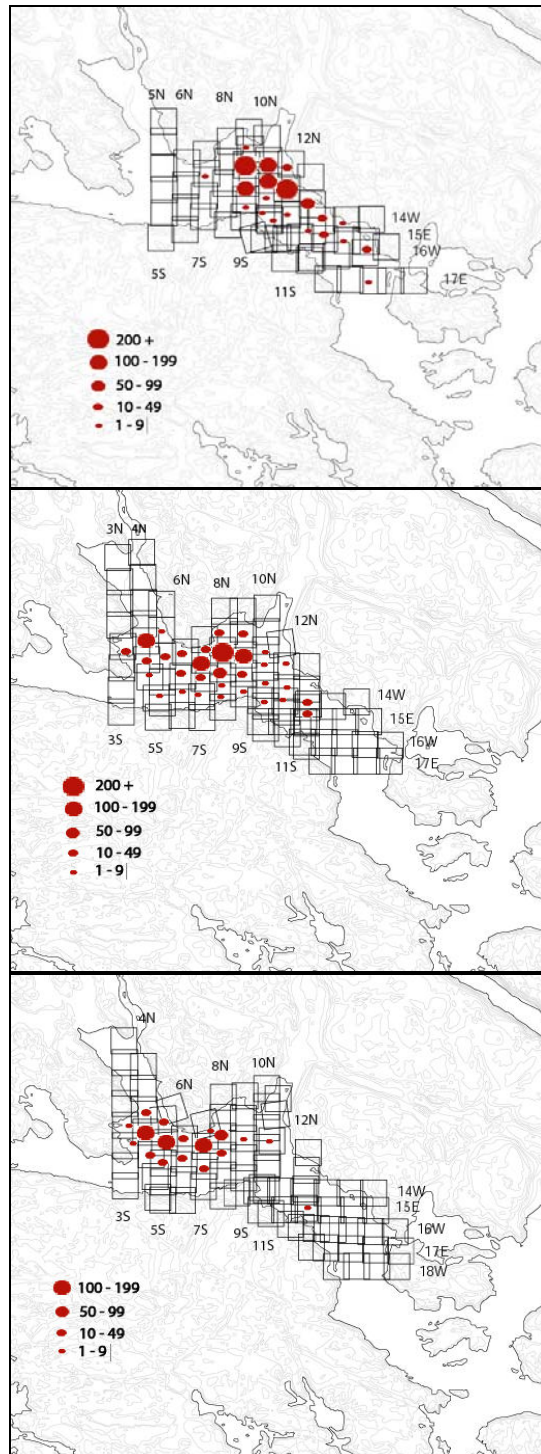 5N 6N
8N
10N
12N
14W
15E
16W
17E
5S
7S
9S
11S
200 +
100 - 199
50 - 99
10 - 49
1 - 9
3N 4N
6N
8N
10N
12N
14W
15E
16W
17E
3S
5S
7S
9S
11S
200 +
100 - 199
50 - 99
10 - 49
1 - 9
4N
6N
8N
10N
12N
14W
15E
16W
17E
18W
3S
5S
7S
9S
11S
100 - 199
50 - 99
10 - 49
1 - 9